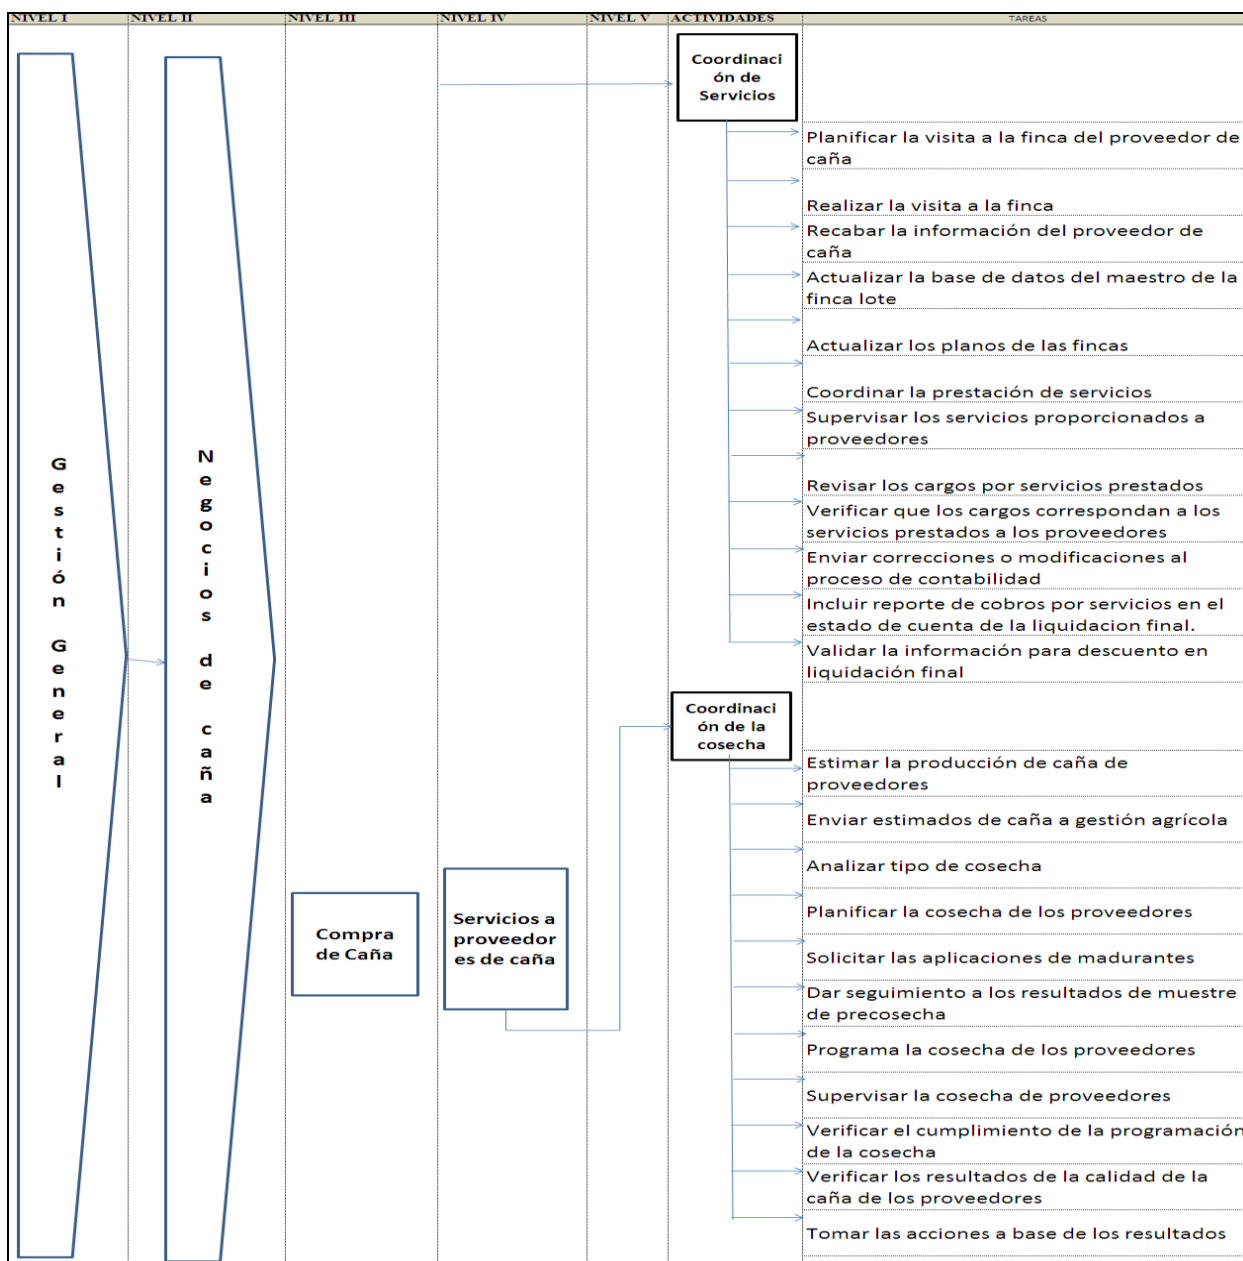 NIVEL I
NIVEL II
NIVEL III
NIVEL IV
NIVEL V
ACTIVIDADES
TAREAS
Gestión General
Negocios de caña
Compra
de Caña
Servicios a
proveedor
es de caña
Coordinaci
ón de
Servicios
Planificar la visita a la finca del proveedor de
caña
Realizar la visita a la finca
Recabar la información del proveedor de
caña
Actualizar la base de datos del maestro de la
finca lote
Actualizar los planos de las fincas
Coordinar la prestación de servicios
Supervisar los servicios proporcionados a
proveedores
Revisar los cargos por servicios prestados
Verificar que los cargos correspondan a los
servicios prestados a los proveedores
Enviar correcciones o modificaciones al
proceso de contabilidad
Incluir reporte de cobros por servicios en el
estado de cuenta de la liquidacion final.
Validar la información para descuento en
liquidación final
Coordinaci
ón de la
cosecha
Estimar la producción de caña de
proveedores
Enviar estimados de caña a gestión agrícola
Analizar tipo de cosecha
Planificar la cosecha de los proveedores
Solicitar las aplicaciones de madurantes
Dar seguimiento a los resultados de muestre
de precosecha
Programa la cosecha de los proveedores
Supervisar la cosecha de proveedores
Verificar el cumplimiento de la programación
de la cosecha
Verificar los resultados de la calidad de la
caña de los proveedores
Tomar las acciones a base de los resultados